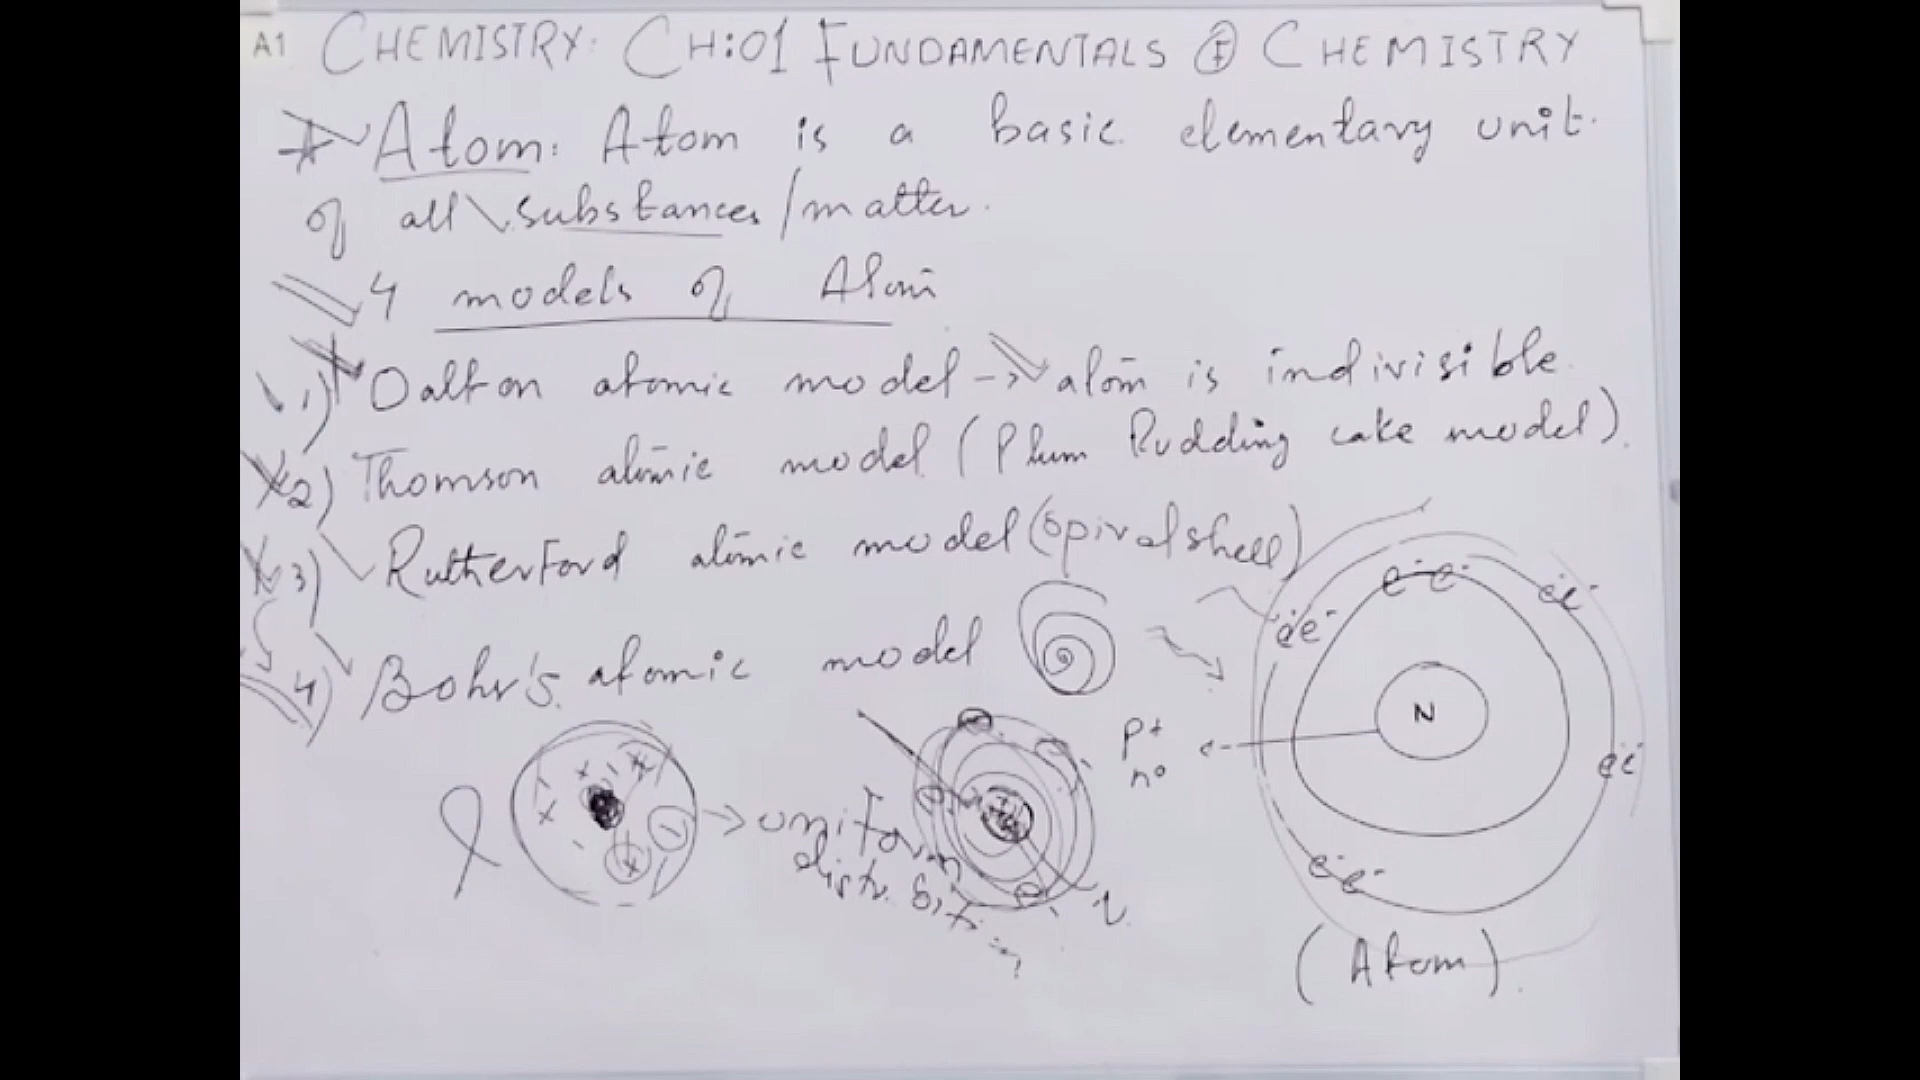 A1 CHEMISTRY: CH:01 FUNDAMENTALS OF CHEMISTRY
Atom: Atom is a basic elementary unit
of all substances/matter.
4 models of Atom
1) Dalton atomic model -> atom is indivisible.
2) Thomson atomic model (Plum Pudding cake model).
3) Rutherford atomic model (spiral shell)
4) Bohr's atomic model
e- e-
e- e-
e- e-
N
P+
n°
e- e-
uniform
distribution
e- e-
(Atom).